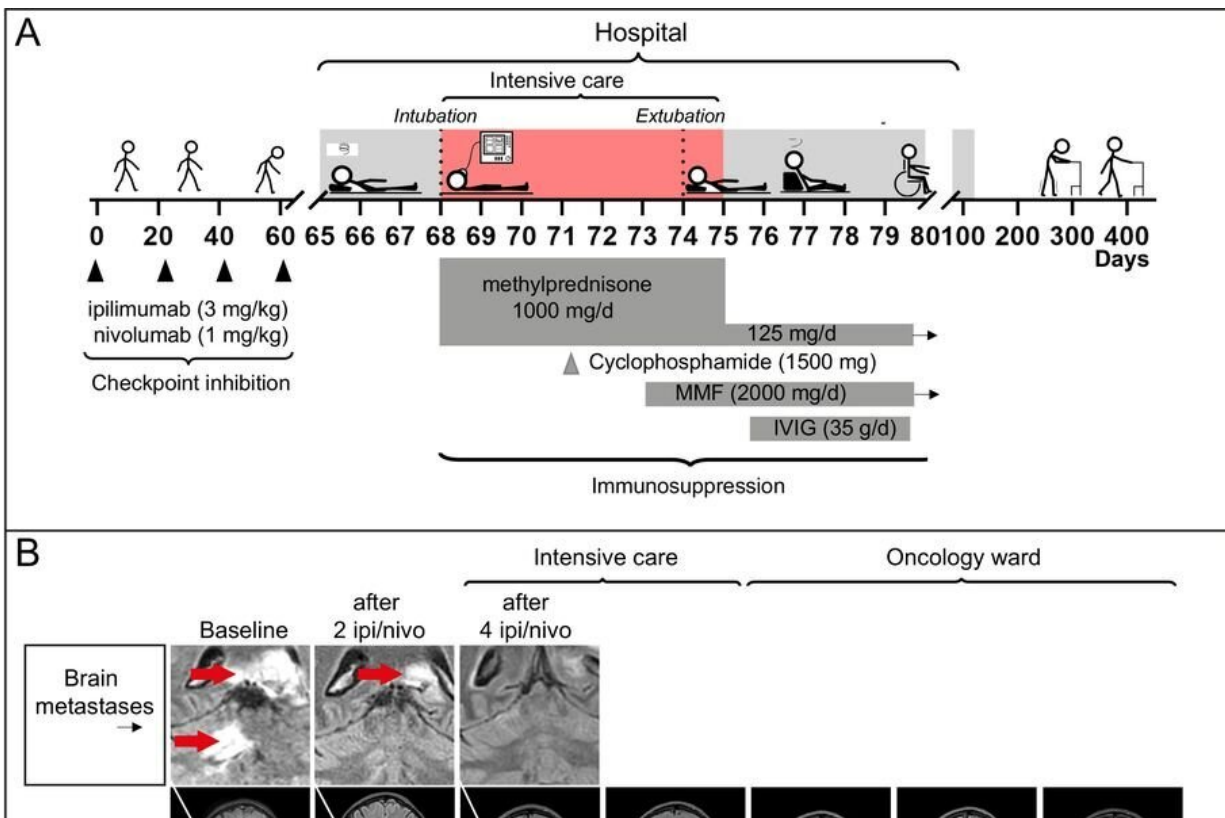 A
Hospital
Intensive care
Intubation
Extubation
0 20 40 60 65 66 67 68 69 70 71 72 73 74 75 76 77 78 79 80 100 200 300 400
Days
ipilimumab (3 mg/kg)
nivolumab (1 mg/kg)
Checkpoint inhibition
methylprednisone
1000 mg/d
125 mg/d
Cyclophosphamide (1500 mg)
MMF (2000 mg/d)
IVIG (35 g/d)
Immunosuppression
B
Intensive care
Oncology ward
Baseline
after
2 ipi/nivo
after
4 ipi/nivo
Brain
metastases